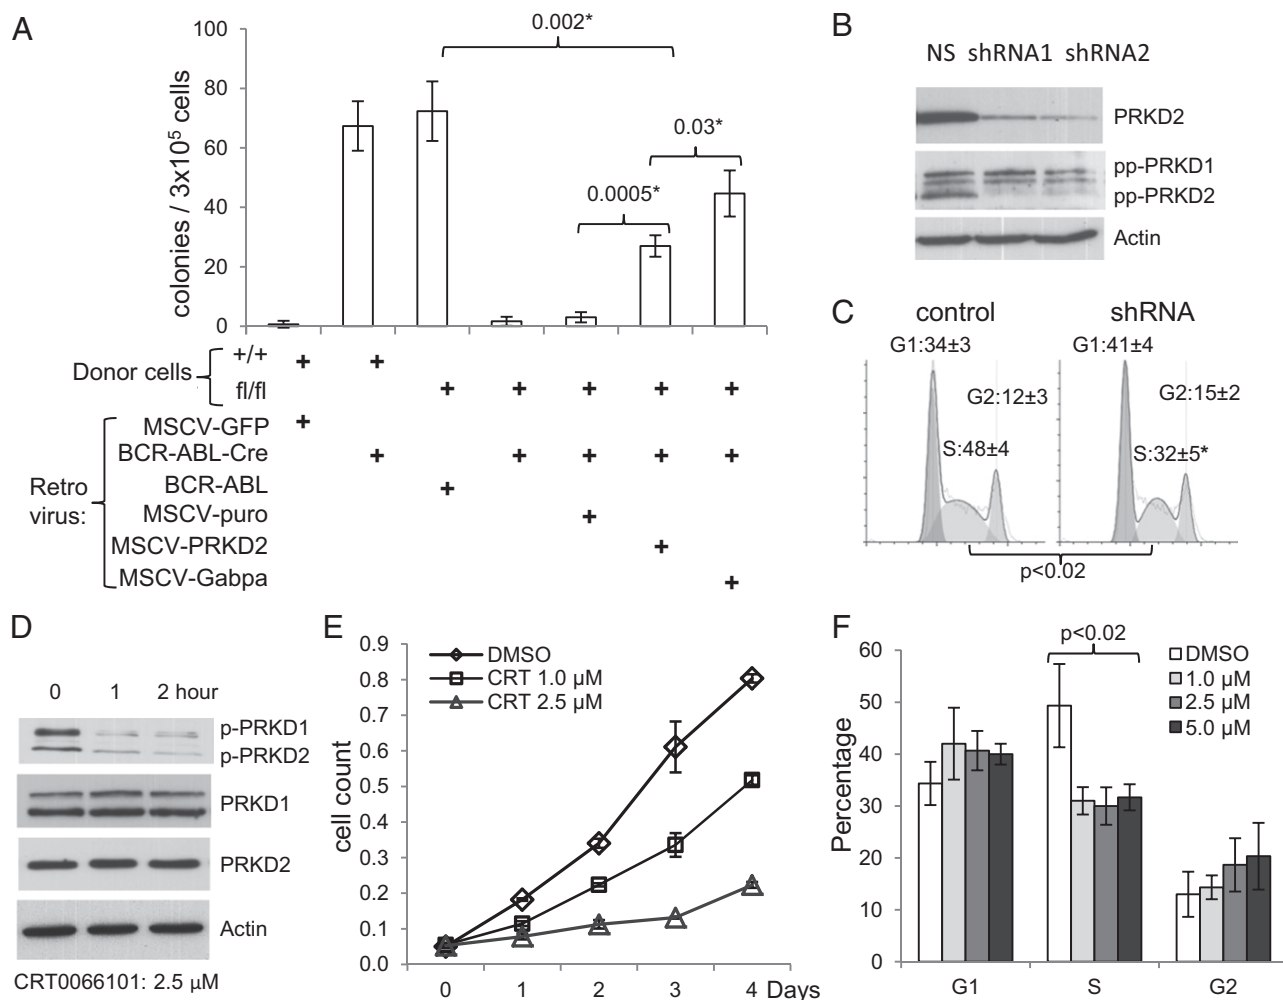 A
100
80
60
40
20
0
colonies / 3x10⁵ cells
0.002*
0.03*
0.0005*
Donor cells
+/+ + +
fl/fl + + + + +
Retro
virus:
MSCV-GFP +
BCR-ABL-Cre + + + + +
BCR-ABL +
MSCV-puro +
MSCV-PRKD2 +
MSCV-Gabpa +
B
NS shRNA1 shRNA2
PRKD2
pp-PRKD1
pp-PRKD2
Actin
C
control shRNA
G1:34±3 G1:41±4
G2:12±3 G2:15±2
S:48±4 S:32±5*
p<0.02
D
0 1 2 hour
p-PRKD1
p-PRKD2
PRKD1
PRKD2
Actin
CRT0066101: 2.5 µM
E
0.9
0.8
0.7
0.6
0.5
0.4
0.3
0.2
0.1
0.0
cell count
DMSO
CRT 1.0 µM
CRT 2.5 µM
0 1 2 3 4 Days
F
60
50
40
30
20
10
0
Percentage
p<0.02
DMSO
1.0 µM
2.5 µM
5.0 µM
G1 S G2